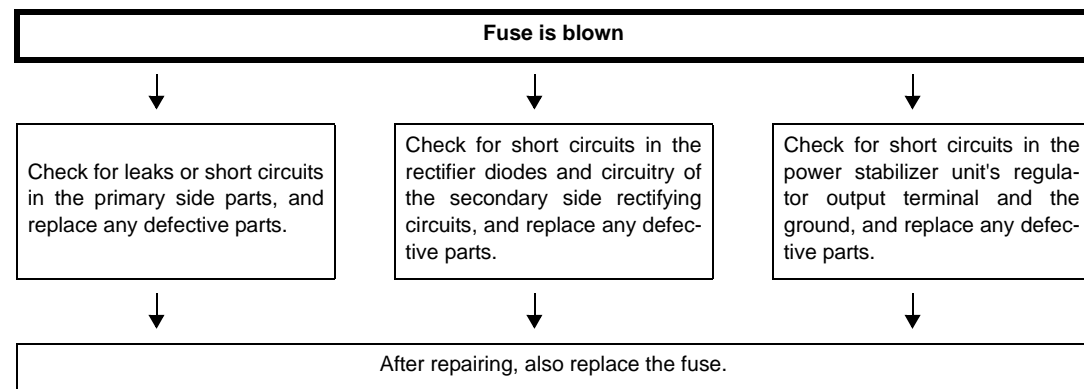 Fuse is blown
Check for leaks or short circuits
in the primary side parts, and
replace any defective parts.
Check for short circuits in the
rectifier diodes and circuitry of
the secondary side rectifying
circuits, and replace any defec-
tive parts.
Check for short circuits in the
power stabilizer unit's regula-
tor output terminal and the
ground, and replace any defec-
tive parts.
After repairing, also replace the fuse.